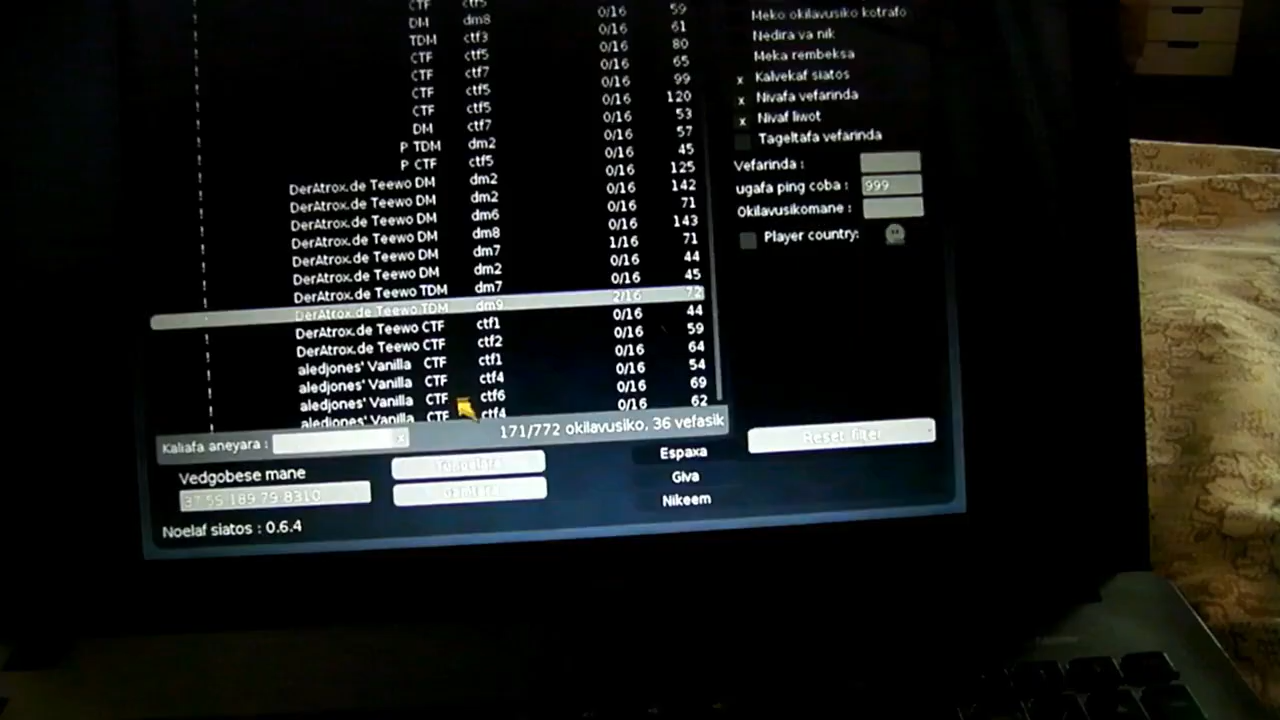 CTF ctf5 0/16 59
DM dm8 0/16 61
TDM ctf3 0/16 80
CTF ctf5 0/16 65
CTF ctf7 0/16 99
CTF ctf5 0/16 120
CTF ctf5 0/16 53
DM ctf7 0/16 57
P TDM dm2 0/16 45
P CTF ctf5 0/16 125
DerAtrox.de Teewo DM dm2 0/16 142
DerAtrox.de Teewo DM dm2 0/16 71
DerAtrox.de Teewo DM dm6 0/16 143
DerAtrox.de Teewo DM dm8 1/16 71
DerAtrox.de Teewo DM dm7 0/16 44
DerAtrox.de Teewo DM dm2 0/16 45
DerAtrox.de Teewo TDM dm7 2/16 72
DerAtrox.de Teewo TDM dm9 0/16 44
DerAtrox.de Teewo CTF ctf1 0/16 59
DerAtrox.de Teewo CTF ctf2 0/16 64
aledjones' Vanilla CTF ctf1 0/16 54
aledjones' Vanilla CTF ctf4 0/16 69
aledjones' Vanilla CTF ctf6 0/16 62
aledjones' Vanilla CTF ctf4
Kaliafa aneyara : x 171/772 okilavusiko, 36 vefasik
Vedgobese mane
37.59.189.79:8310
Noelaf siatos : 0.6.4
Espaxa
Giva
Nikeem
Meko okilavusiko kotrafo
Nedira va nik
Meka rembeksa
x Kalvekaf siatos
x Nivafa vefarinda
x Nivaf liwot
Tageltafa vefarinda
Vefarinda :
ugafa ping coba : 999
Okilavusikomane :
Player country:
Reset filter